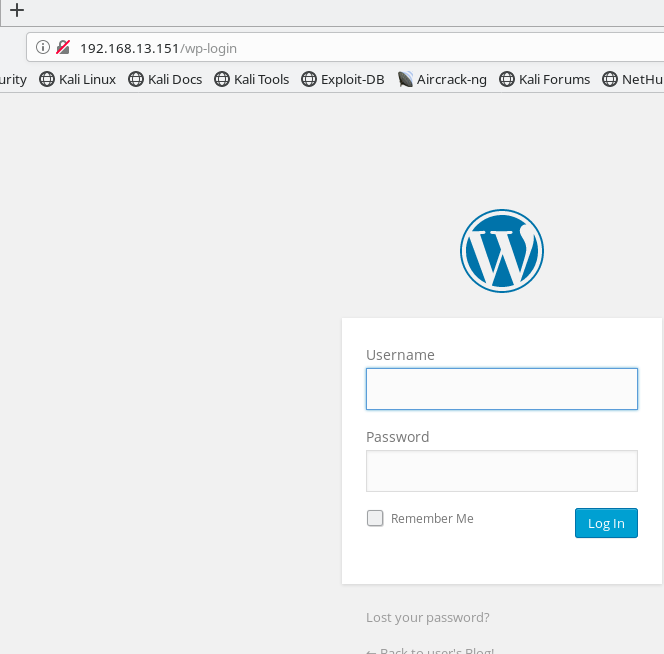 192.168.13.151/wp-login
urity Kali Linux Kali Docs Kali Tools Exploit-DB Aircrack-ng Kali Forums NetHu
Username
Password
Remember Me
Log In
Lost your password?
← Back to user's Blog!